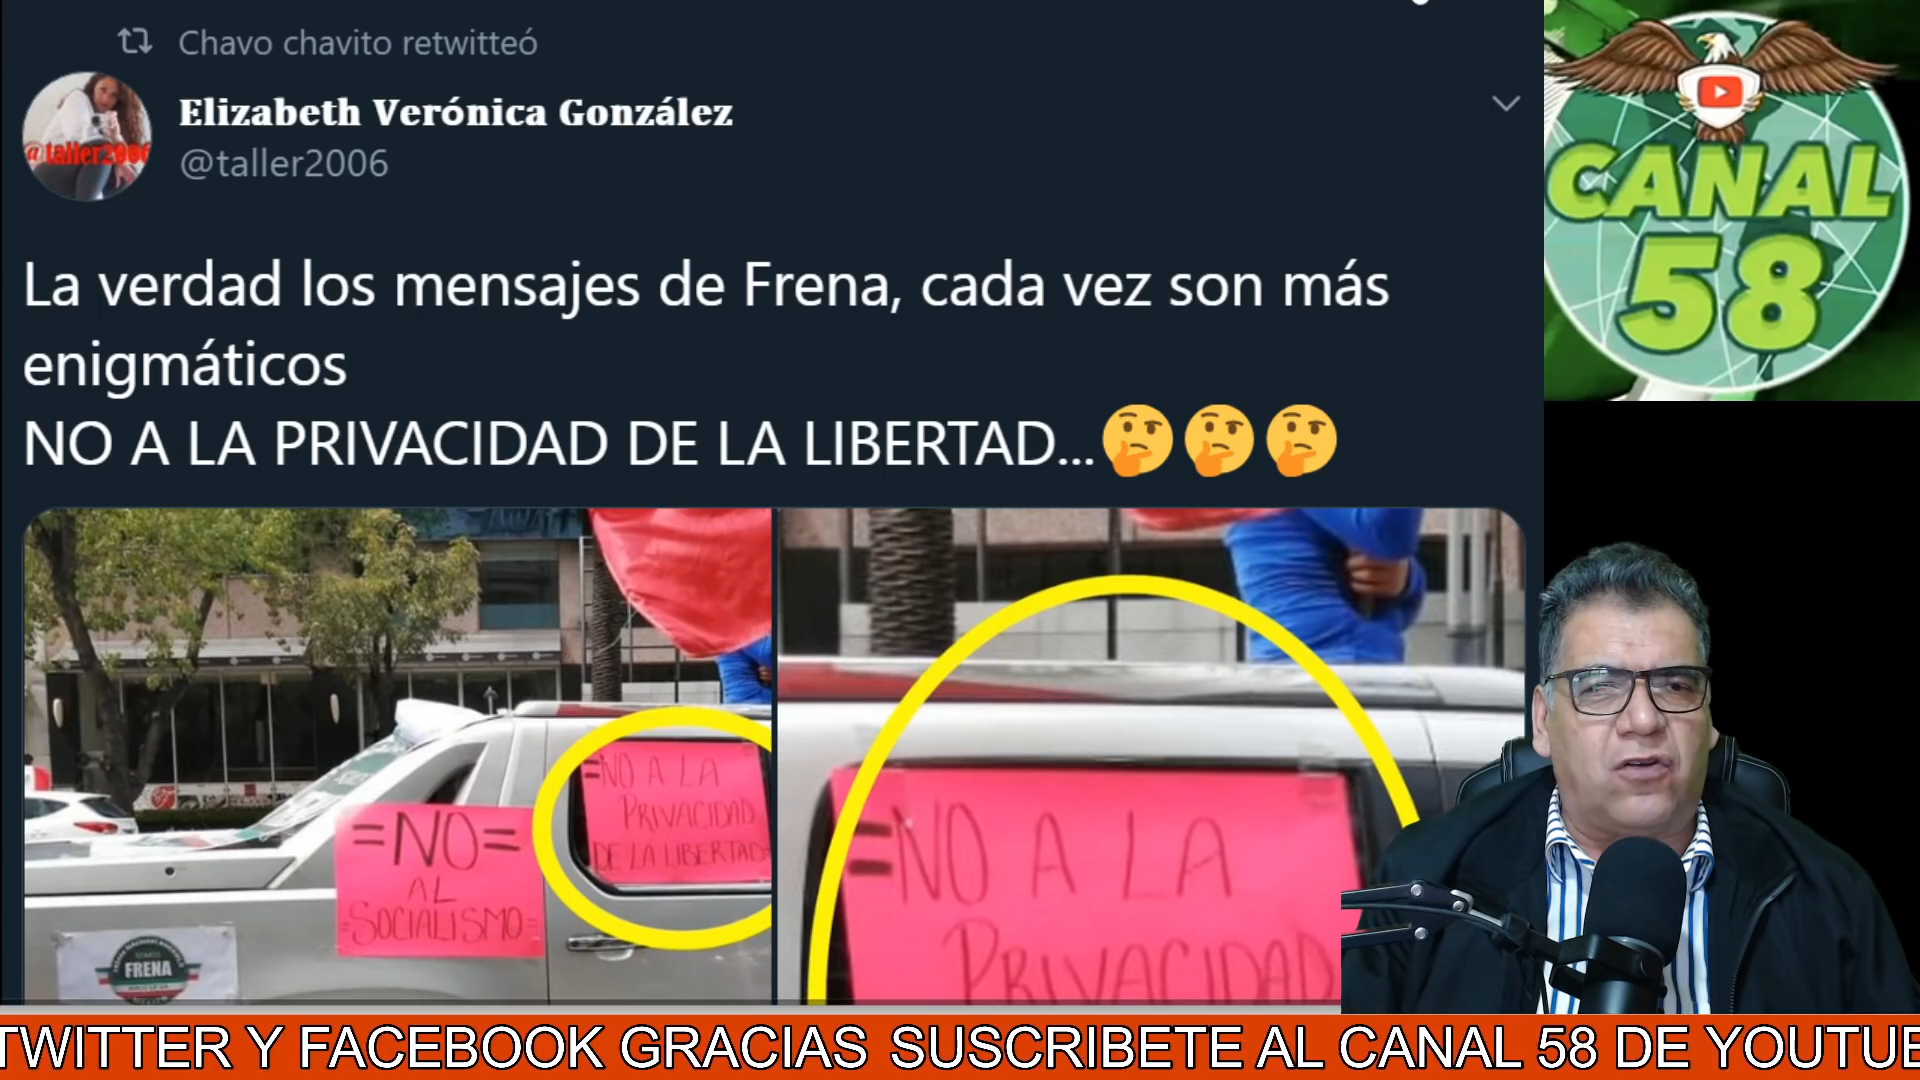 Chavo chavito retwitteó
Elizabeth Verónica González
@taller2006
@taller2006
La verdad los mensajes de Frena, cada vez son más
enigmáticos
NO A LA PRIVACIDAD DE LA LIBERTAD...
CANAL
58
=NO A LA
PRIVACIDAD
DE LA LIBERTAD=
=NO=
AL
=SOCIALISMO=
FRENA
=NO A LA
PRIVACIDAD
TWITTER Y FACEBOOK GRACIAS SUSCRIBETE AL CANAL 58 DE YOUTUBE